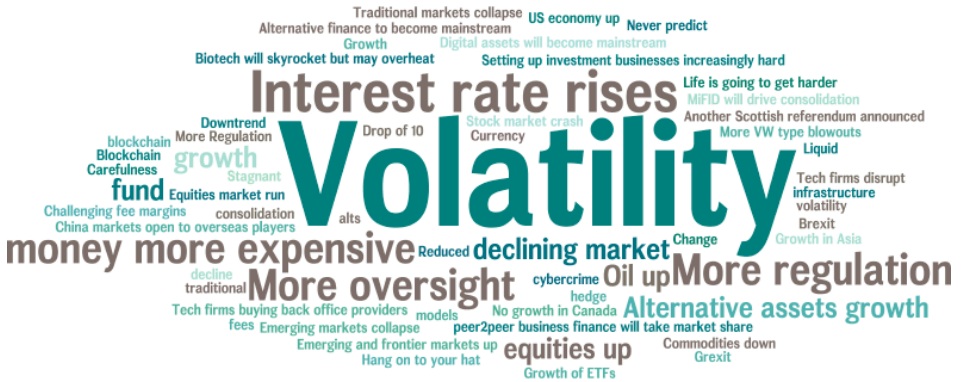 Traditional markets collapse
US economy up
Never predict
Alternative finance to become mainstream
Growth
Digital assets will become mainstream
Biotech will skyrocket but may overheat
Setting up investment businesses increasingly hard
Interest rate rises
Life is going to get harder
MiFID will drive consolidation
Another Scottish referendum announced
Downtrend
Drop of 10
Stock market crash
More Regulation
Currency
More VW type blowouts
blockchain
Volatility
Liquid
Blockchain
growth
Carefulness
Stagnant
Tech firms disrupt
fund
Equities market run
infrastructure
volatility
Challenging fee margins
consolidation
alts
Brexit
China markets open to overseas players
money more expensive
Reduced
declining market
Change
Growth in Asia
decline
traditional
More oversight
cybercrime
Oil up
More regulation
hedge
Tech firms buying back office providers
models
No growth in Canada
Alternative assets growth
fees
Emerging markets collapse
peer2peer business finance will take market share
Emerging and frontier markets up
equities up
Commodities down
Hang on to your hat
Grexit
Growth of ETFs